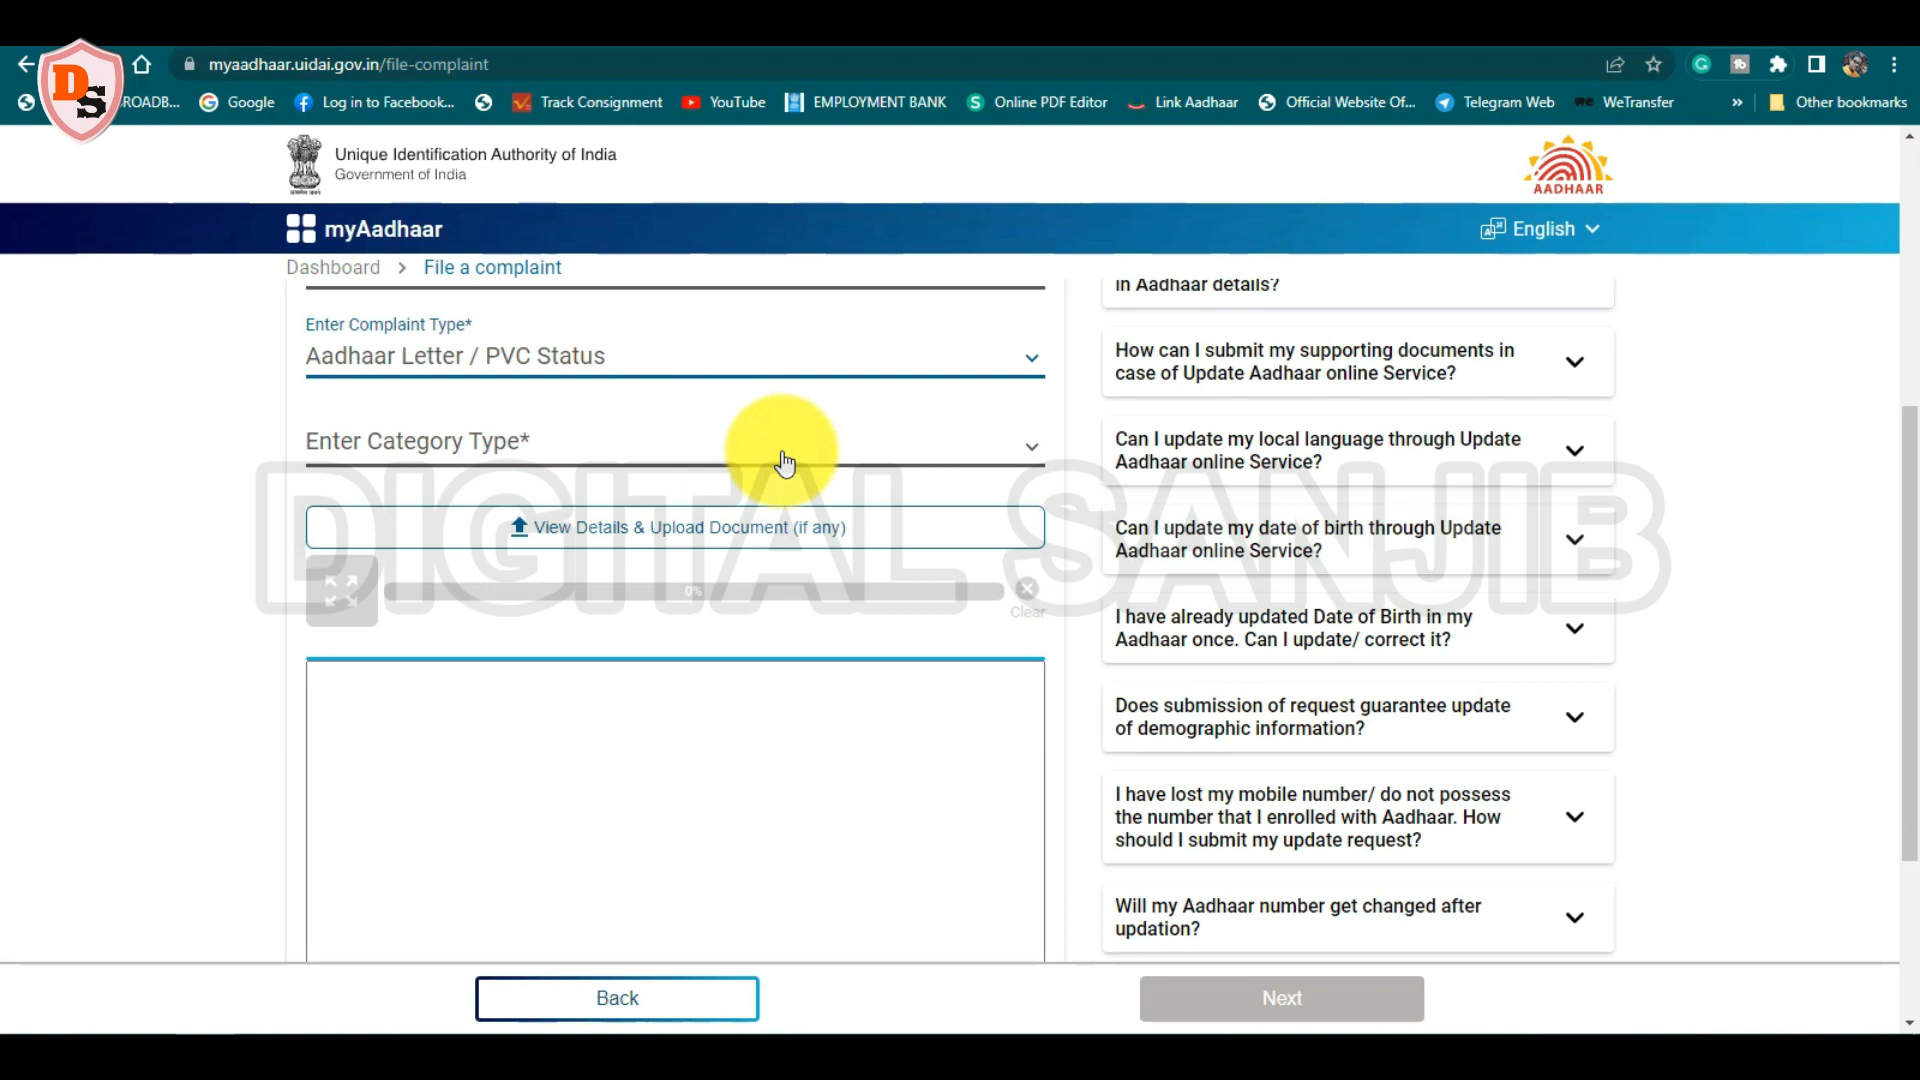 myaadhaar.uidai.gov.in/file-complaint
DS
ROADB...
Google
Log in to Facebook...
Track Consignment
YouTube
EMPLOYMENT BANK
Online PDF Editor
Link Aadhaar
Official Website Of...
Telegram Web
WeTransfer
»
Other bookmarks
Unique Identification Authority of India
Government of India
AADHAAR
myAadhaar
English
Dashboard > File a complaint
Enter Complaint Type*
Aadhaar Letter / PVC Status
Enter Category Type*
View Details & Upload Document (if any)
0%
Clear
DIGITAL SANJIB
in Aadhaar details?
How can I submit my supporting documents in
case of Update Aadhaar online Service?
Can I update my local language through Update
Aadhaar online Service?
Can I update my date of birth through Update
Aadhaar online Service?
I have already updated Date of Birth in my
Aadhaar once. Can I update/ correct it?
Does submission of request guarantee update
of demographic information?
I have lost my mobile number/ do not possess
the number that I enrolled with Aadhaar. How
should I submit my update request?
Will my Aadhaar number get changed after
updation?
Back
Next